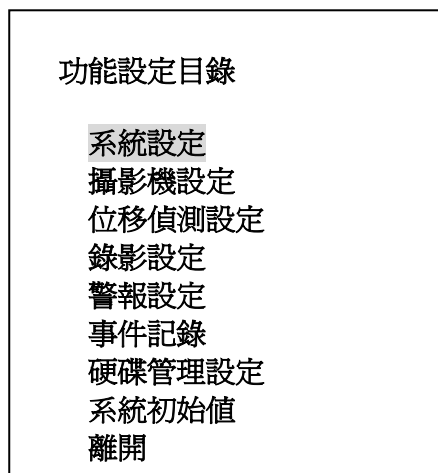 功能設定目錄
系統設定
攝影機設定
位移偵測設定
錄影設定
警報設定
事件記錄
硬碟管理設定
系統初始值
離開